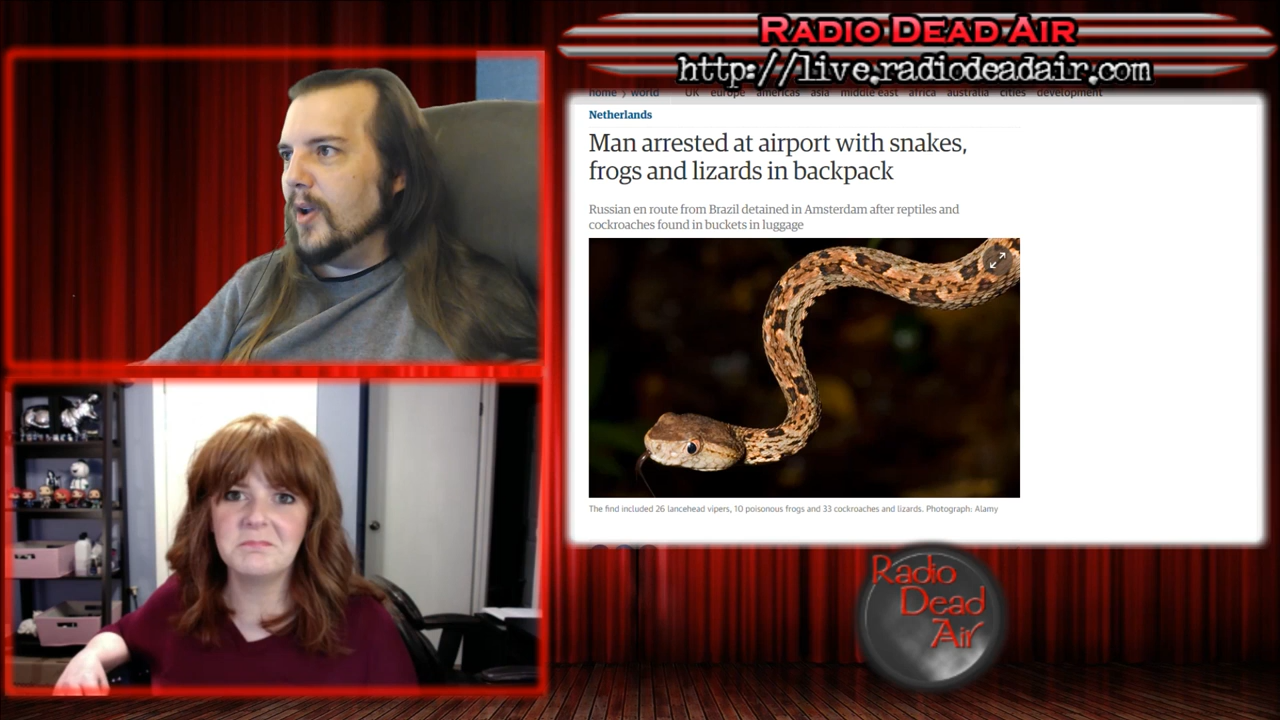 Radio Dead Air
http://live.radiodeadair.com
home › world UK europe americas asia middle east africa australia cities development
Netherlands
Man arrested at airport with snakes,
frogs and lizards in backpack
Russian en route from Brazil detained in Amsterdam after reptiles and
cockroaches found in buckets in luggage
The find included 26 lancehead vipers, 10 poisonous frogs and 33 cockroaches and lizards. Photograph: Alamy
Radio
Dead
Air